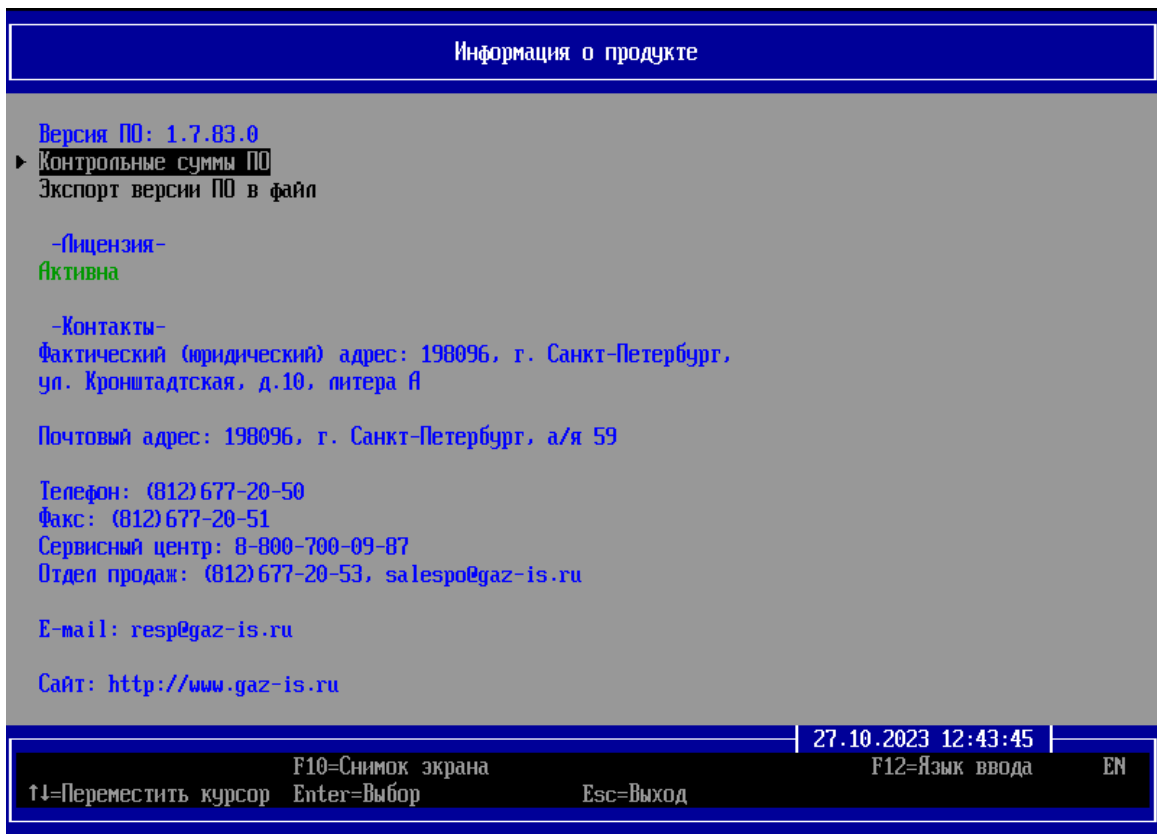 Информация о продукте
Версия ПО: 1.7.83.0
Контрольные суммы ПО
Экспорт версии ПО в файл
-Лицензия-
Активна
-Контакты-
Фактический (юридический) адрес: 198096, г. Санкт-Петербург,
ул. Кронштадтская, д.10, литера А
Почтовый адрес: 198096, г. Санкт-Петербург, а/я 59
Телефон: (812)677-20-50
Факс: (812)677-20-51
Сервисный центр: 8-800-700-09-87
Отдел продаж: (812)677-20-53, salespo@gaz-is.ru
E-mail: resp@gaz-is.ru
Сайт: http://www.gaz-is.ru
27.10.2023 12:43:45
F10=Снимок экрана F12=Язык ввода EN
↑↓=Переместить курсор Enter=Выбор Esc=Выход